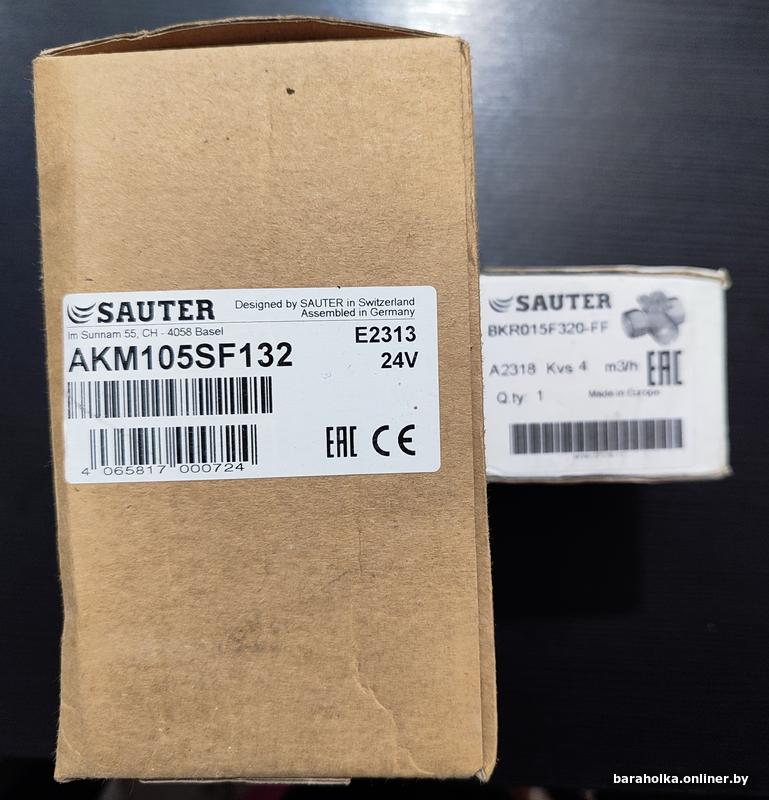 SAUTER
Designed by SAUTER in Switzerland
Assembled in Germany
Im Surinam 55, CH - 4058 Basel
E2313
AKM105SF132
24V
4 065817 000724
EAC CE
SAUTER
BKR015F320-FF
A2318 Kvs 4 m3/h EAC
Q.ty: 1 Made in Europe
baraholka.onliner.by